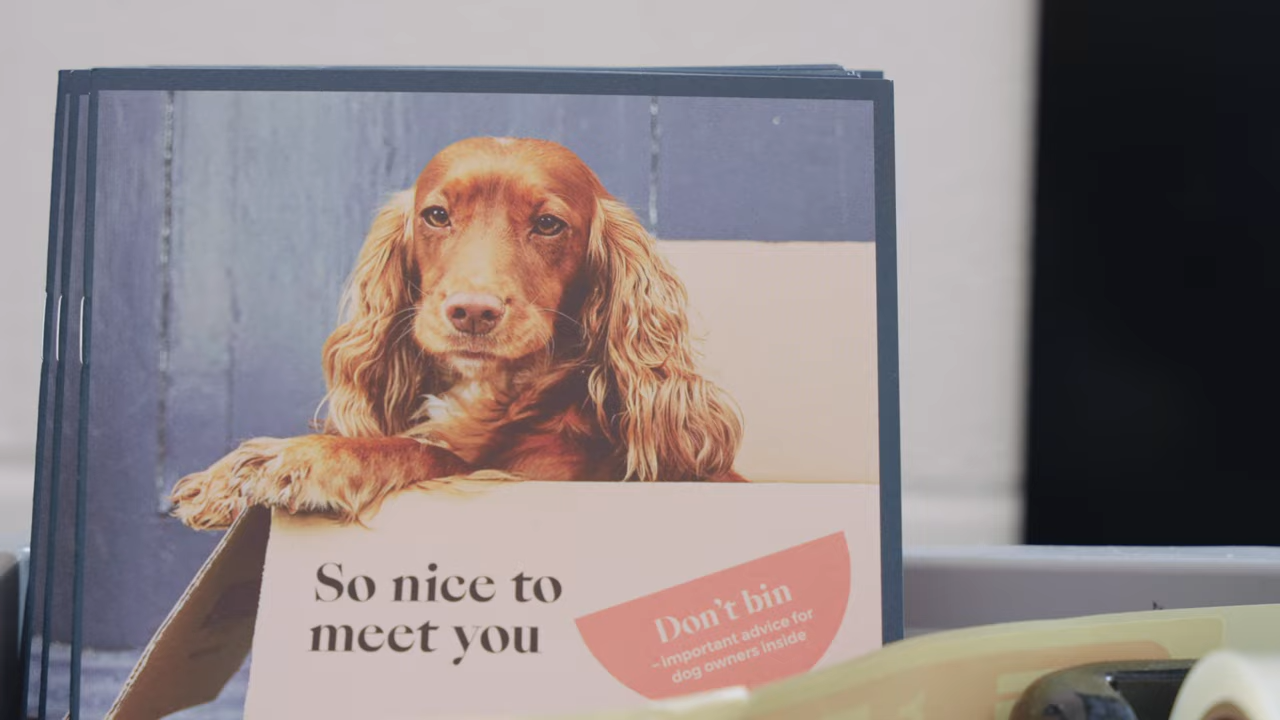 So nice to
meet you
Don't bin
- important advice for
dog owners inside